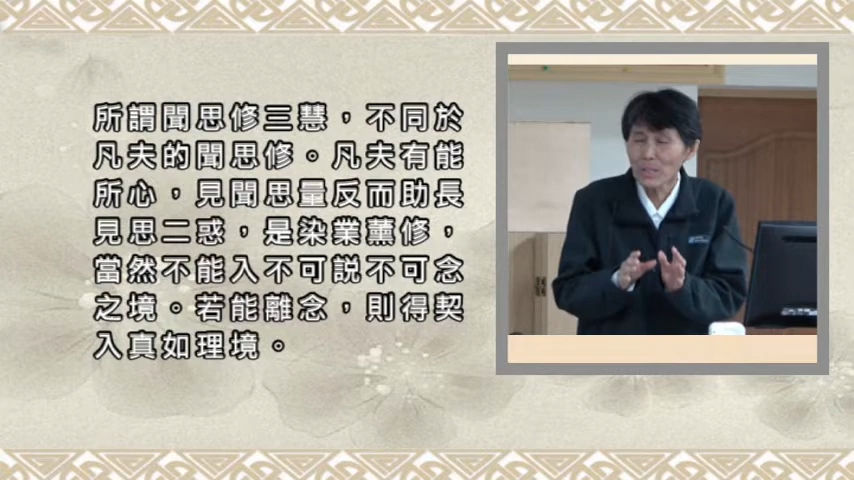 所謂聞思修三慧，不同於
凡夫的聞思修。凡夫有能
所心，見聞思量反而助長
見思二惑，是染業薰修，
當然不能入不可説不可念
之境。若能離念，則得契
入真如理境。